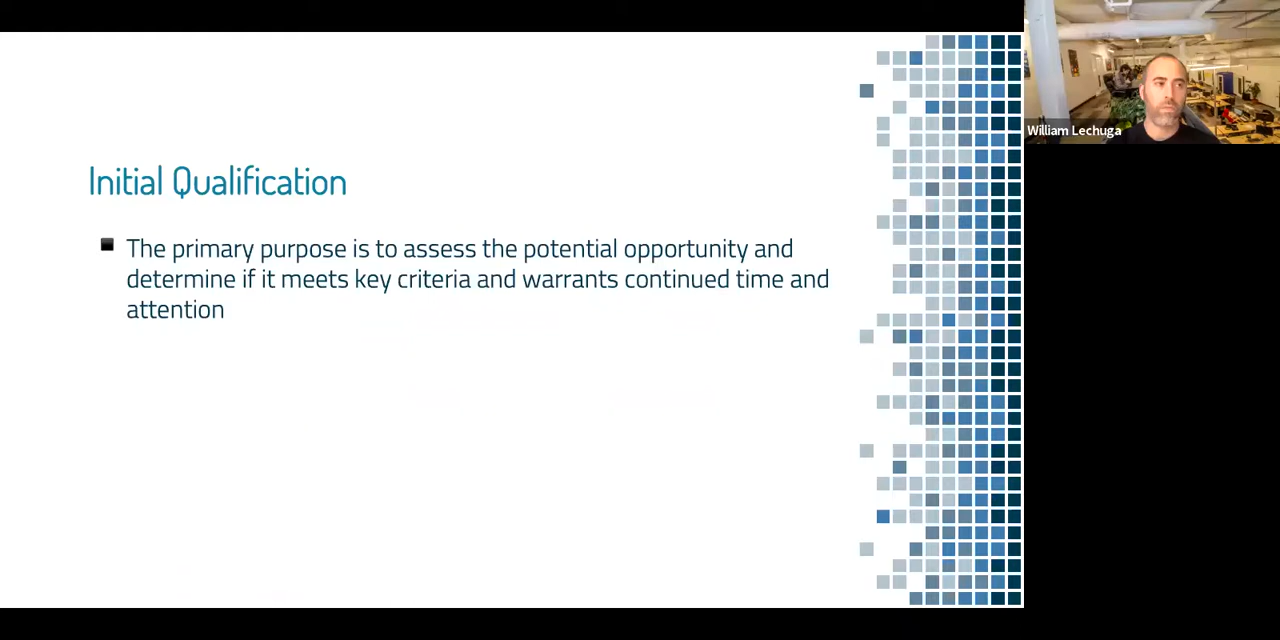 Initial Qualification
The primary purpose is to assess the potential opportunity and
determine if it meets key criteria and warrants continued time and
attention
William Lechuga